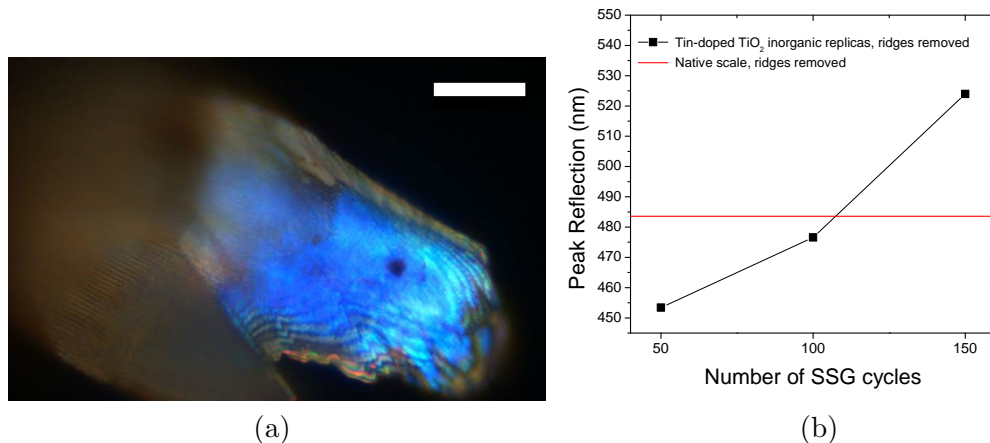 550
540
530
520
510
500
490
480
470
460
450
Peak Reflection (nm)
Tin-doped TiO₂ inorganic replicas, ridges removed
Native scale, ridges removed
50
100
150
Number of SSG cycles
(a)
(b)